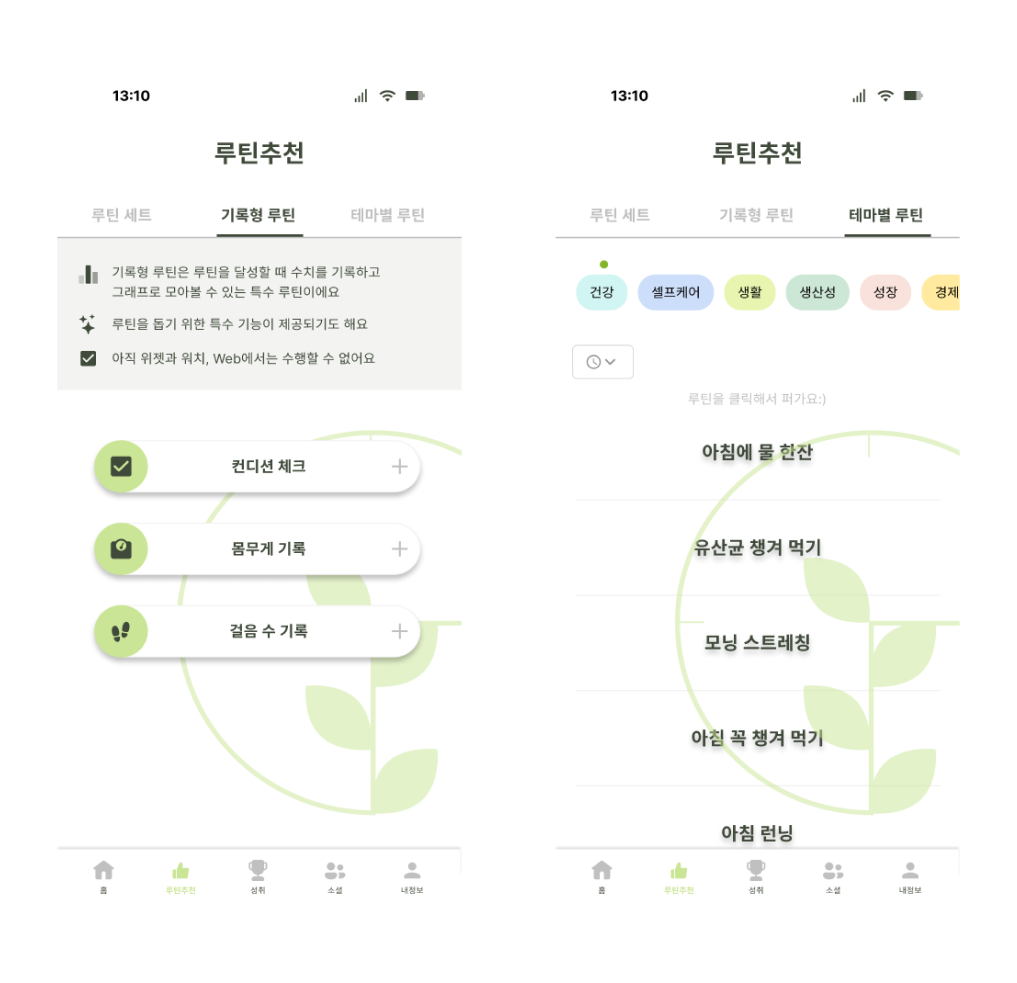 13:10
루틴추천
루틴 세트
기록형 루틴
테마별 루틴
기록형 루틴은 루틴을 달성할 때 수치를 기록하고
그래프로 모아볼 수 있는 특수 루틴이에요
루틴을 돕기 위한 특수 기능이 제공되기도 해요
아직 위젯과 워치, Web에서는 수행할 수 없어요
컨디션 체크
몸무게 기록
걸음 수 기록
홈
루틴추천
성취
소셜
내정보
13:10
루틴추천
루틴 세트
기록형 루틴
테마별 루틴
건강
셀프케어
생활
생산성
성장
경제
루틴을 클릭해서 퍼가요:)
아침에 물 한잔
유산균 챙겨 먹기
모닝 스트레칭
아침 꼭 챙겨 먹기
아침 런닝
홈
루틴추천
성취
소셜
내정보